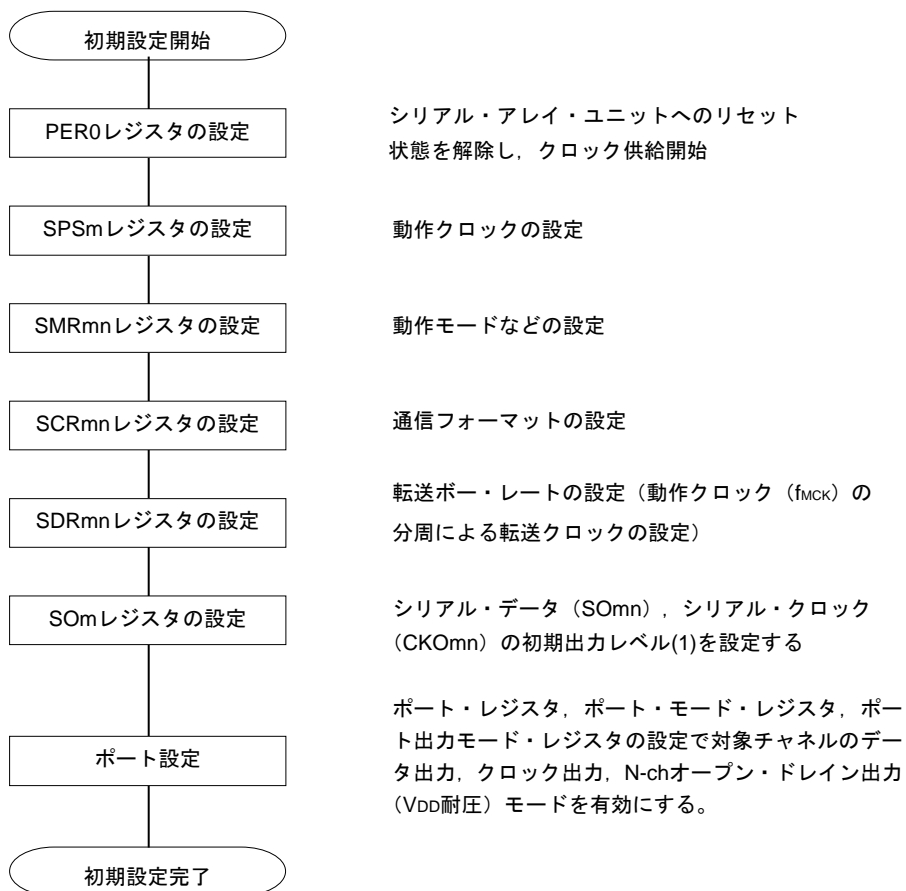 初期設定開始
PER0レジスタの設定
シリアル・アレイ・ユニットへのリセット
状態を解除し，クロック供給開始
SPSmレジスタの設定
動作クロックの設定
SMRmnレジスタの設定
動作モードなどの設定
SCRmnレジスタの設定
通信フォーマットの設定
SDRmnレジスタの設定
転送ボー・レートの設定（動作クロック（fMCK）の
分周による転送クロックの設定）
SOmレジスタの設定
シリアル・データ（SOmn），シリアル・クロック
（CKOmn）の初期出力レベル(1)を設定する
ポート設定
ポート・レジスタ，ポート・モード・レジスタ，ポー
ト出力モード・レジスタの設定で対象チャネルのデー
タ出力，クロック出力，N-chオープン・ドレイン出力
（VDD耐圧）モードを有効にする。
初期設定完了